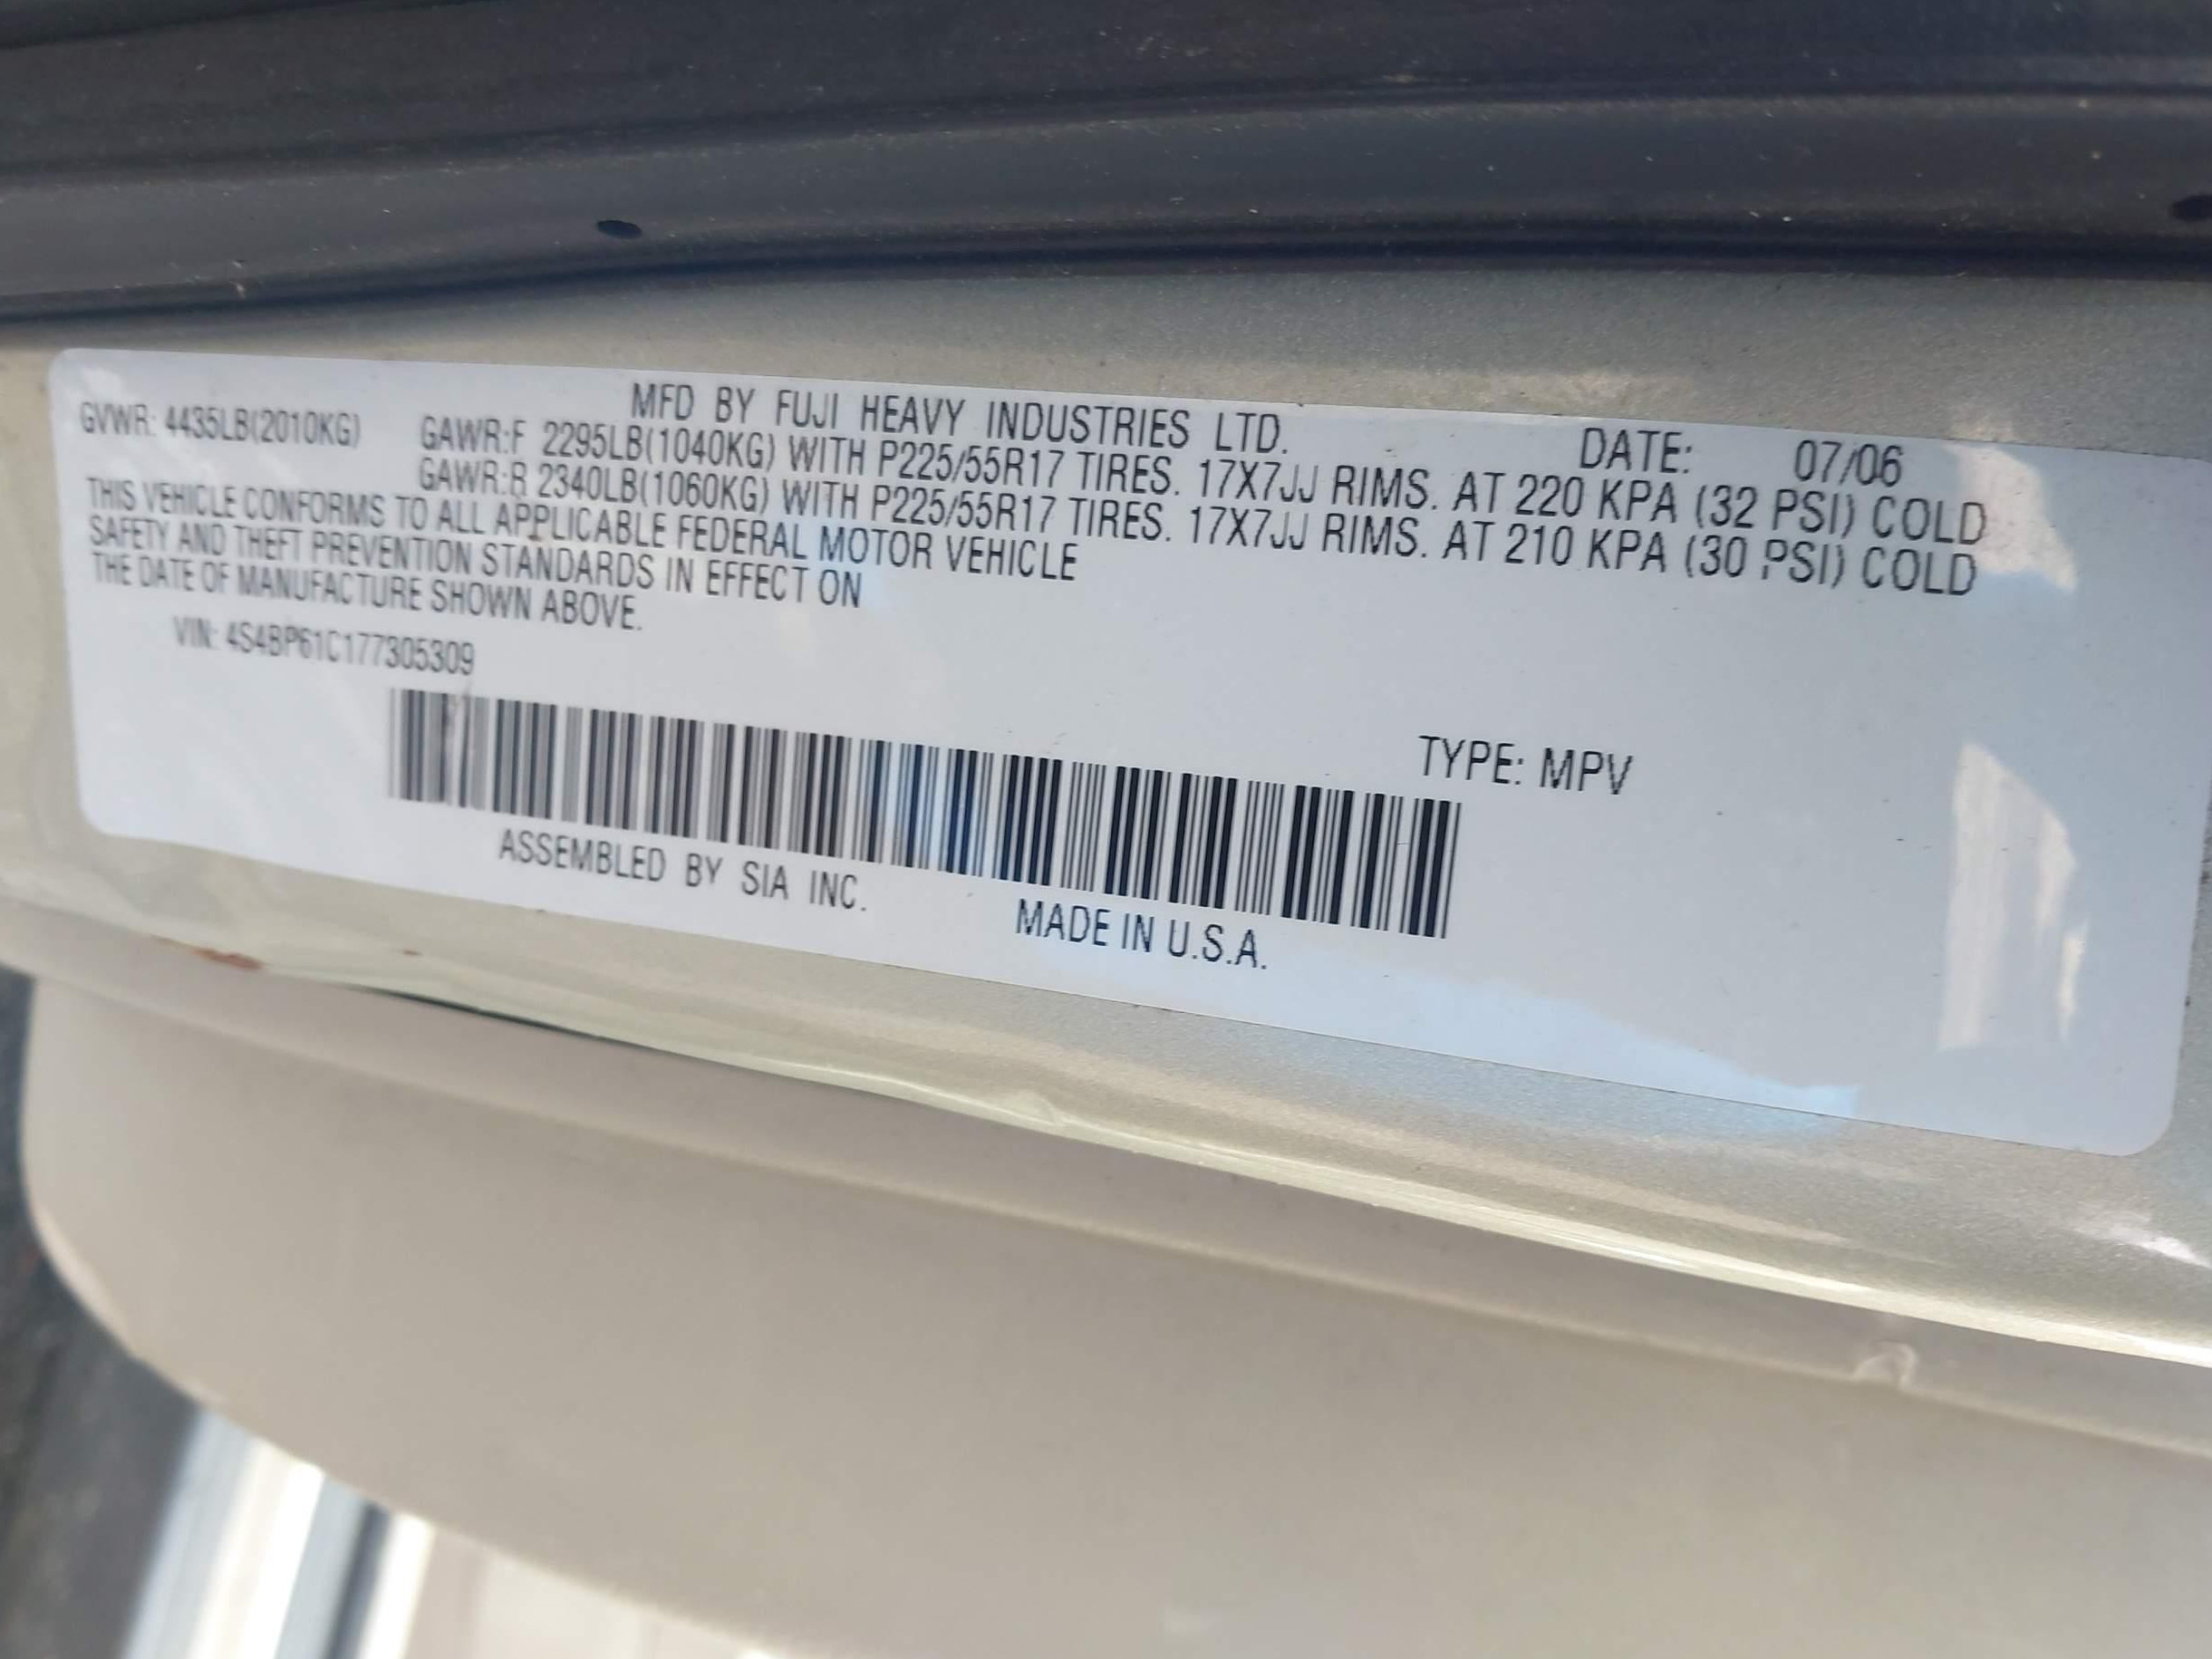 MFD BY FUJI HEAVY INDUSTRIES LTD. DATE: 07/06
GVWR: 4435LB(2010KG) GAWR:F 2295LB(1040KG) WITH P225/55R17 TIRES. 17X7JJ RIMS. AT 220 KPA (32 PSI) COLD
GAWR:R 2340LB(1060KG) WITH P225/55R17 TIRES. 17X7JJ RIMS. AT 210 KPA (30 PSI) COLD
THIS VEHICLE CONFORMS TO ALL APPLICABLE FEDERAL MOTOR VEHICLE
SAFETY AND THEFT PREVENTION STANDARDS IN EFFECT ON
THE DATE OF MANUFACTURE SHOWN ABOVE.
VIN: 4S4BP61C177305309
TYPE: MPV
ASSEMBLED BY SIA INC. MADE IN U.S.A.